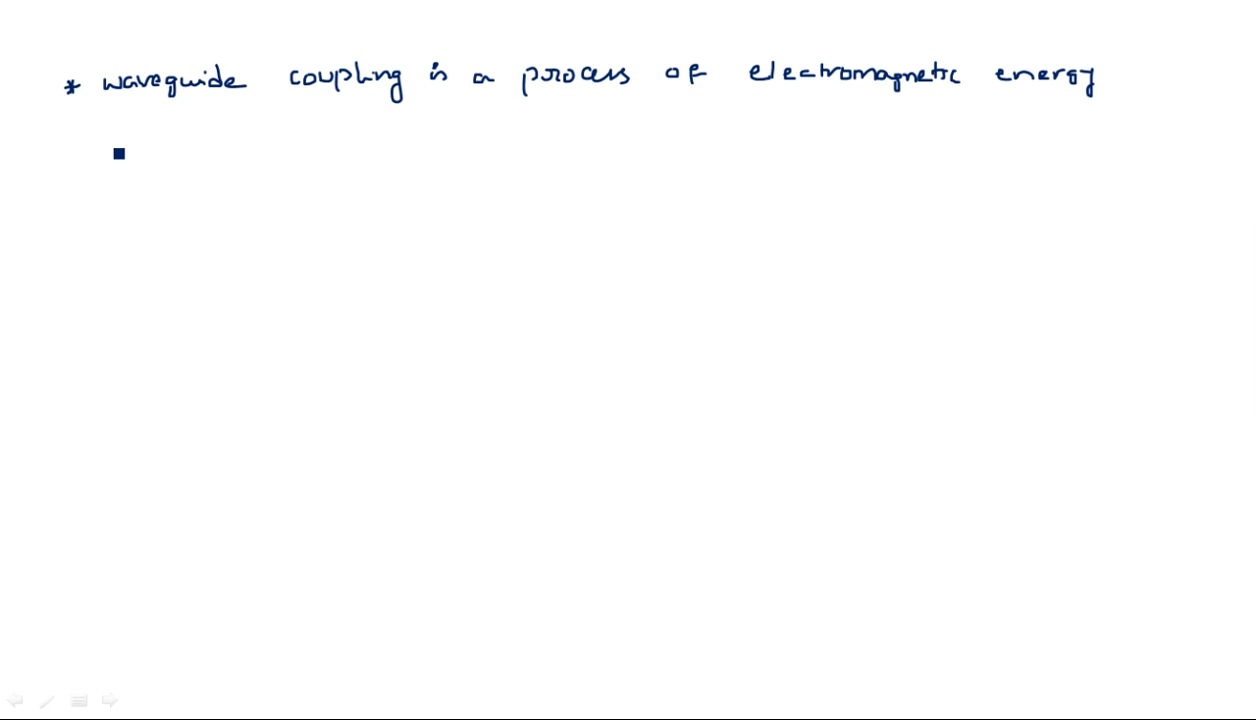 * waveguide coupling is a process of electromagnetic energy